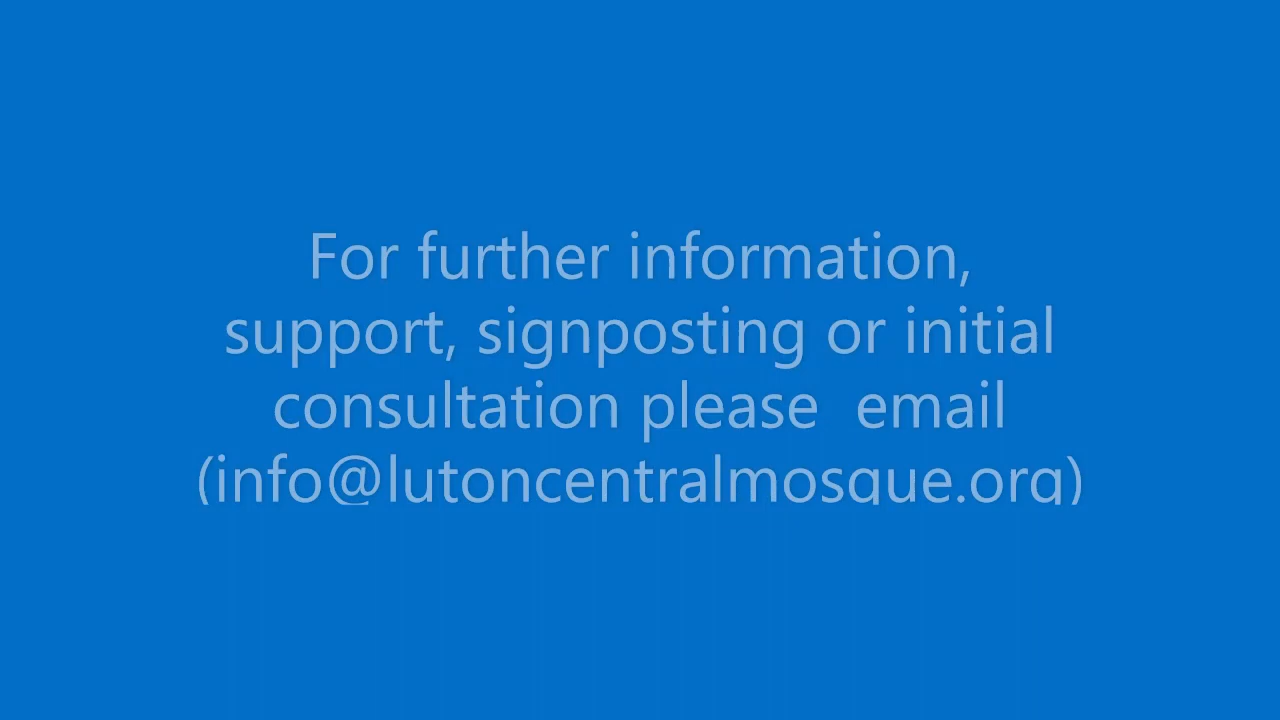 For further information,
support, signposting or initial
consultation please  email
(info@lutoncentralmosque.org)